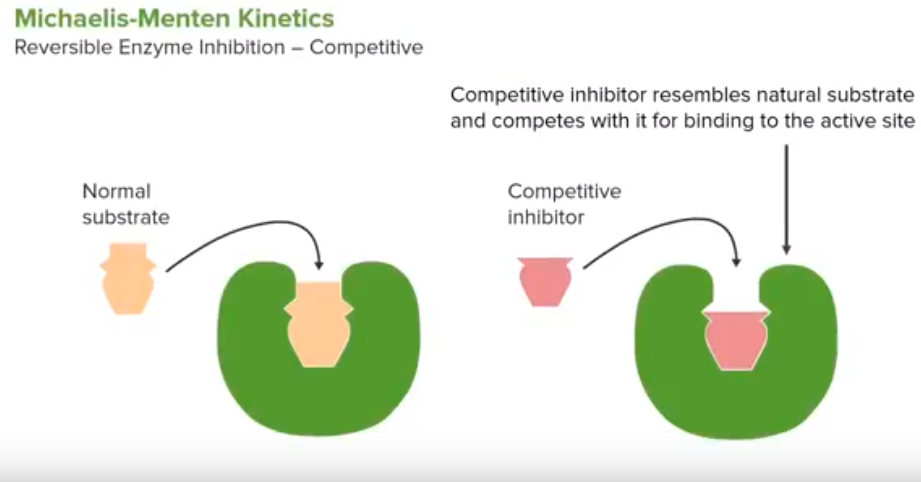 Michaelis-Menten Kinetics
Reversible Enzyme Inhibition – Competitive
Competitive inhibitor resembles natural substrate
and competes with it for binding to the active site
Normal
substrate
Competitive
inhibitor